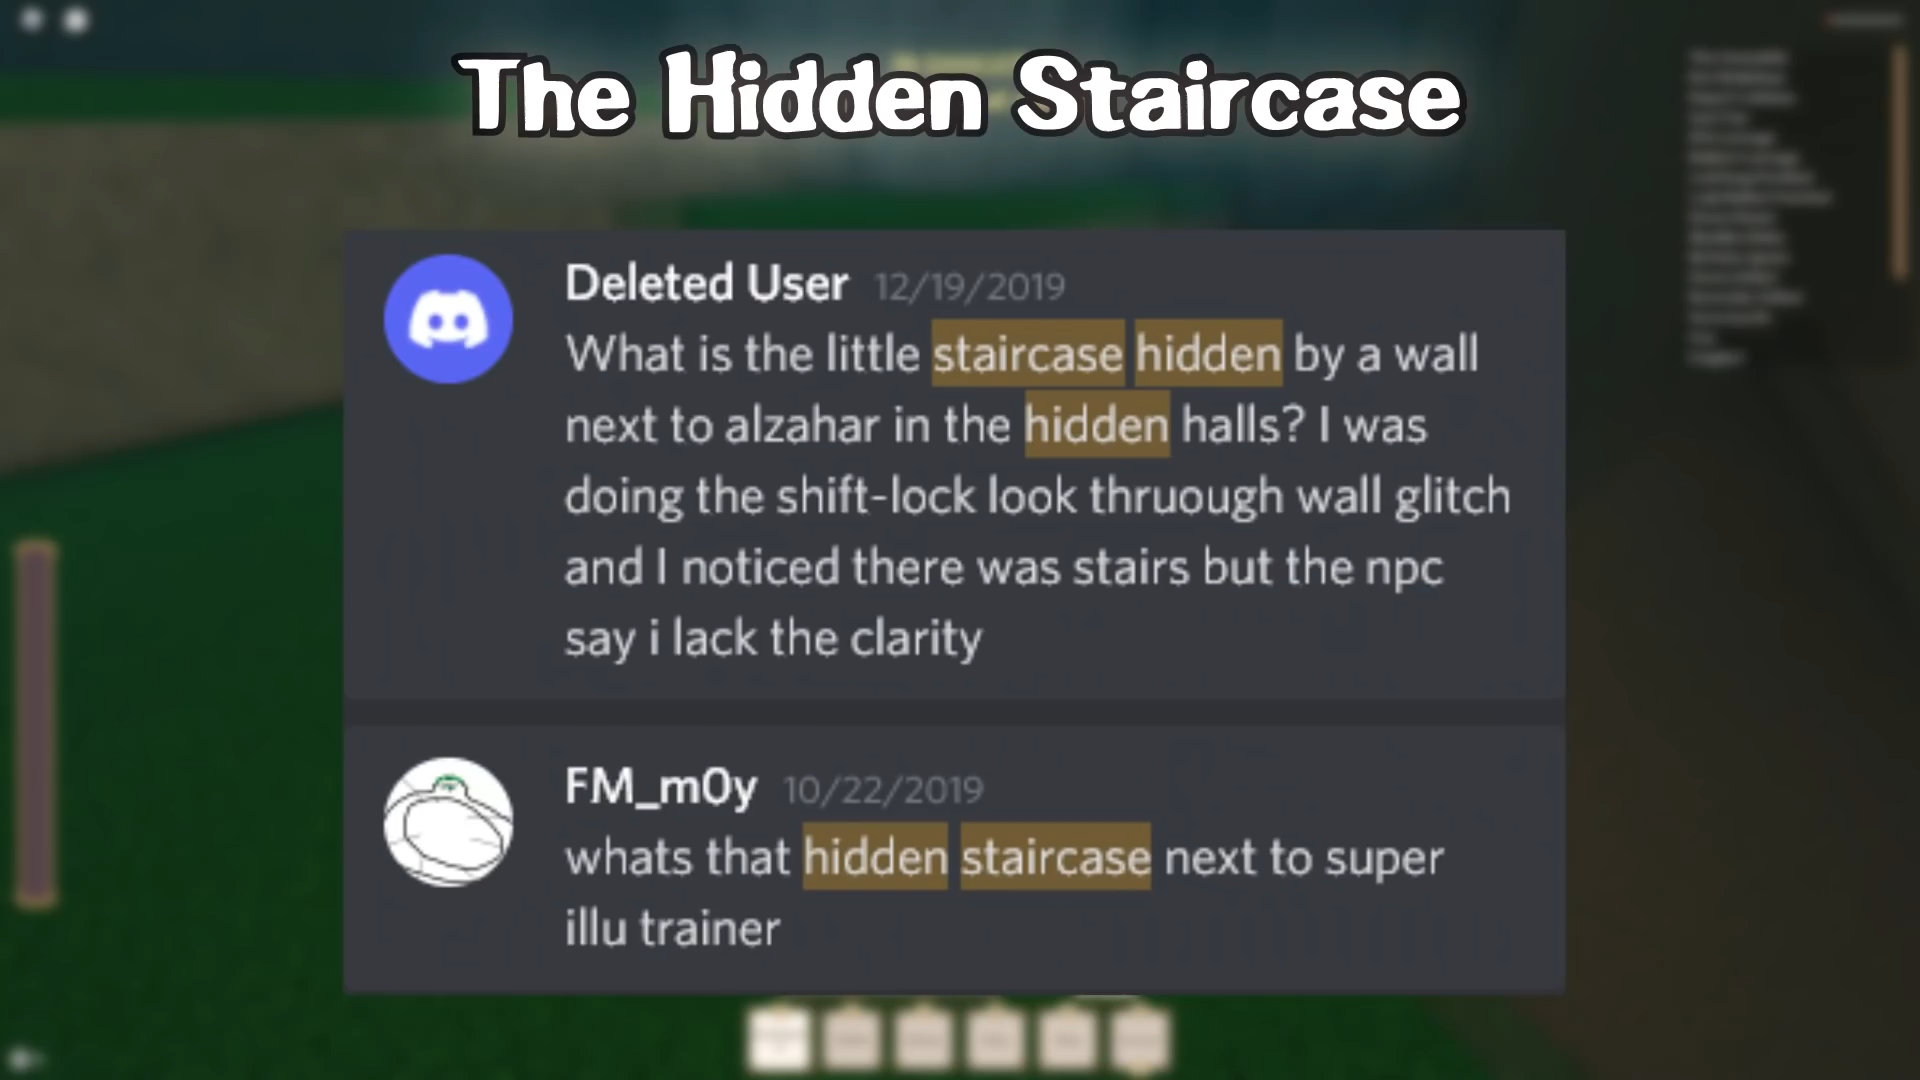 The Hidden Staircase
Deleted User 12/19/2019
What is the little staircase hidden by a wall
next to alzahar in the hidden halls? I was
doing the shift-lock look thruough wall glitch
and I noticed there was stairs but the npc
say i lack the clarity
FM_m0y 10/22/2019
whats that hidden staircase next to super
illu trainer